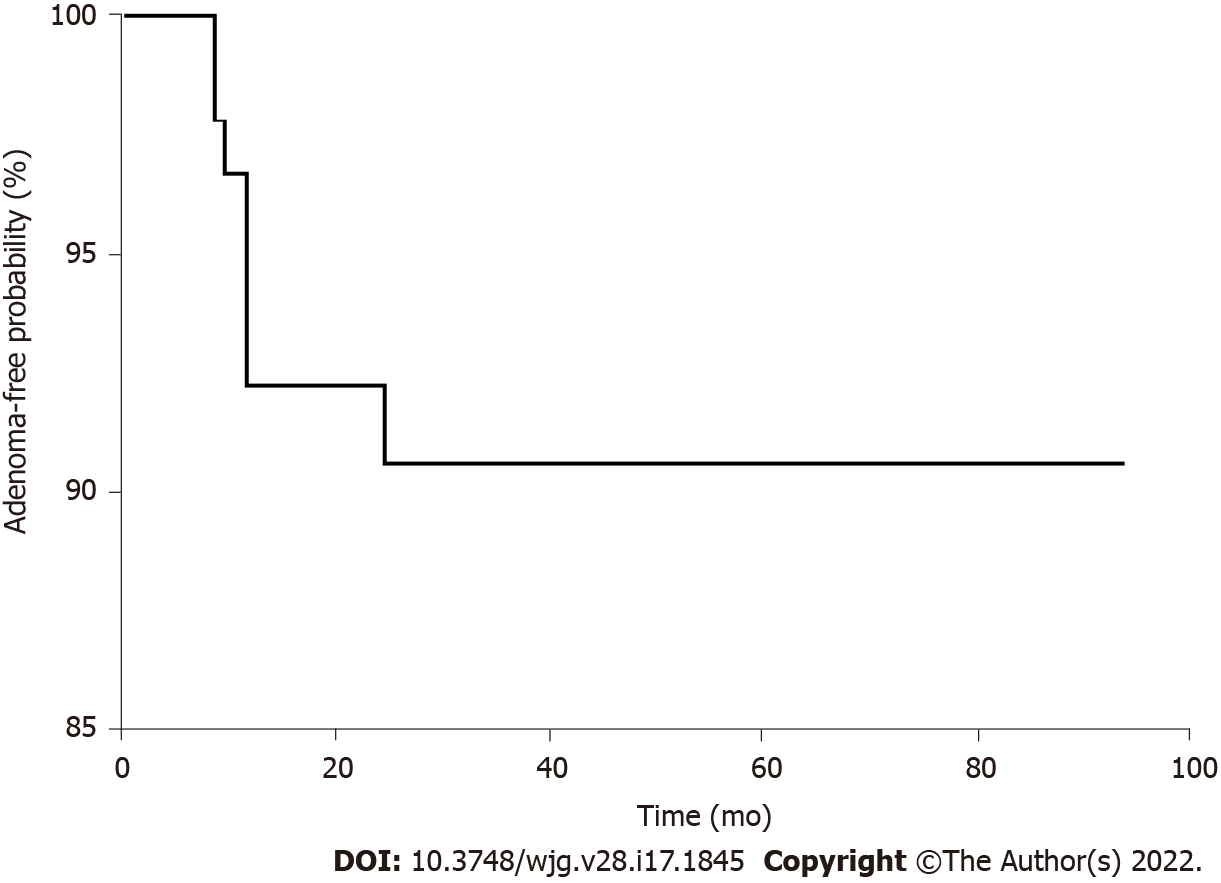 100
95
90
85
Adenoma-free probability (%)
0 20 40 60 80 100
Time (mo)
DOI: 10.3748/wjg.v28.i17.1845 Copyright ©The Author(s) 2022.